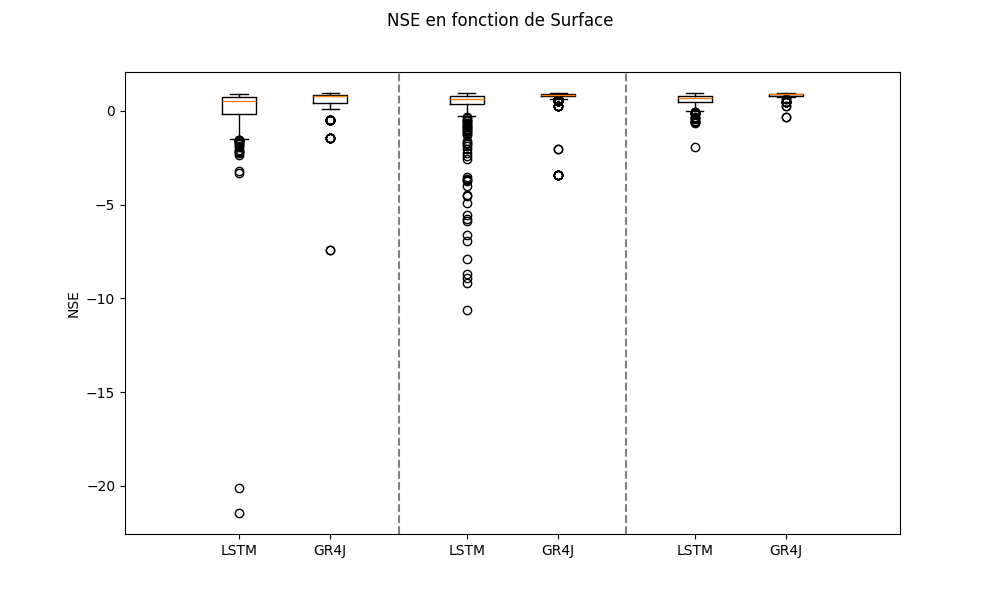 NSE en fonction de Surface
NSE
0
−5
−10
−15
−20
LSTM
GR4J
LSTM
GR4J
LSTM
GR4J